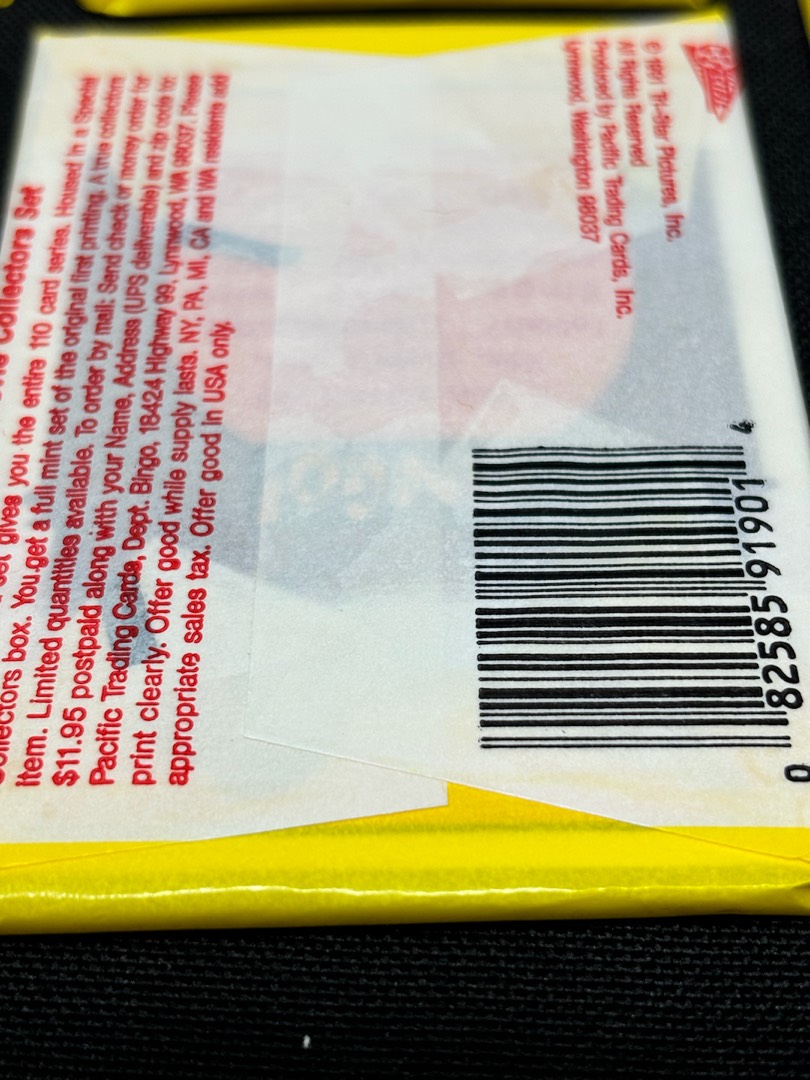 Collectors Set
set gives you the entire 110 card series. Housed in a
collectors box. You get a full mint set of the original first printing. A true collectors
item. Limited quantities available. To order by mail: Send check or money order for
$11.95 postpaid along with your Name, Address (UPS deliverable) and zip code to:
Pacific Trading Cards, Dept. Bingo, 18424 Highway 99, Lynnwood, WA 98037. Please
print clearly. Offer good while supply lasts. NY, PA, MI, CA and WA residents add
appropriate sales tax. Offer good in USA only.
© 1991 Tri-Star Pictures, Inc.
All Rights Reserved
Produced by Pacific Trading Cards, Inc.
Lynnwood, Washington 98037
0 82585 91901 4